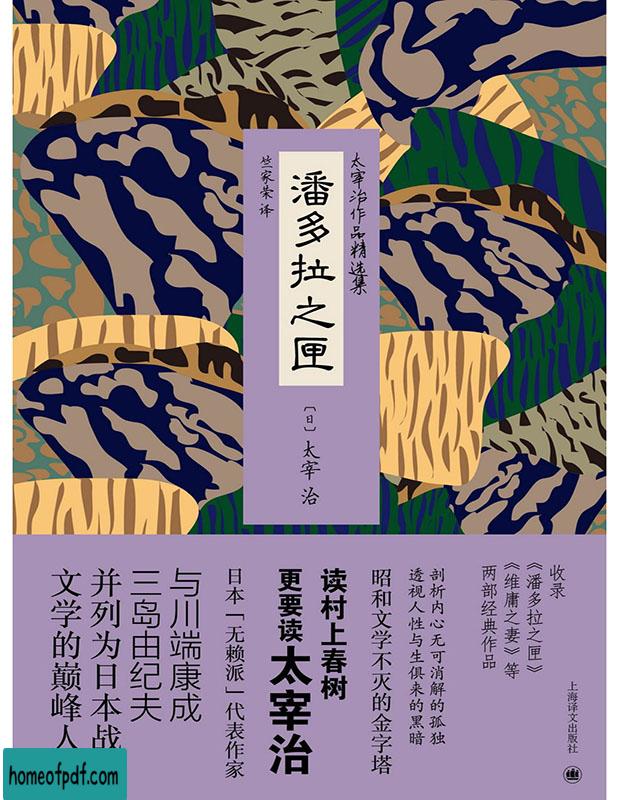 太宰治作品精选集
潘多拉之匣
竺家荣 译
〔日〕太宰治
收录
《潘多拉之匣》
《维庸之妻》等
两部经典作品
剖析内心无可消解的孤独
透视人性与生俱来的黑暗
昭和文学不灭的金字塔
读村上春树
更要读太宰治
日本「无赖派」代表作家
与川端康成
三岛由纪夫
并列为日本战
文学的巅峰人
上海译文出版社
homeofpdf.com